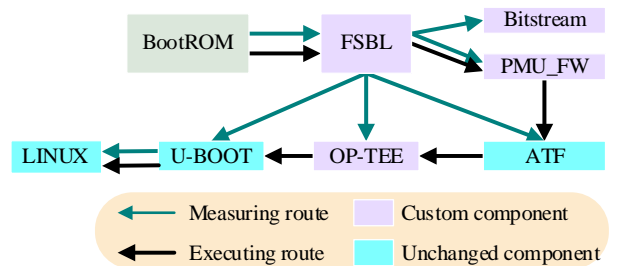 Bitstream
BootROM
FSBL
PMU_FW
LINUX
U-BOOT
OP-TEE
ATF
Measuring route
Custom component
Executing route
Unchanged component